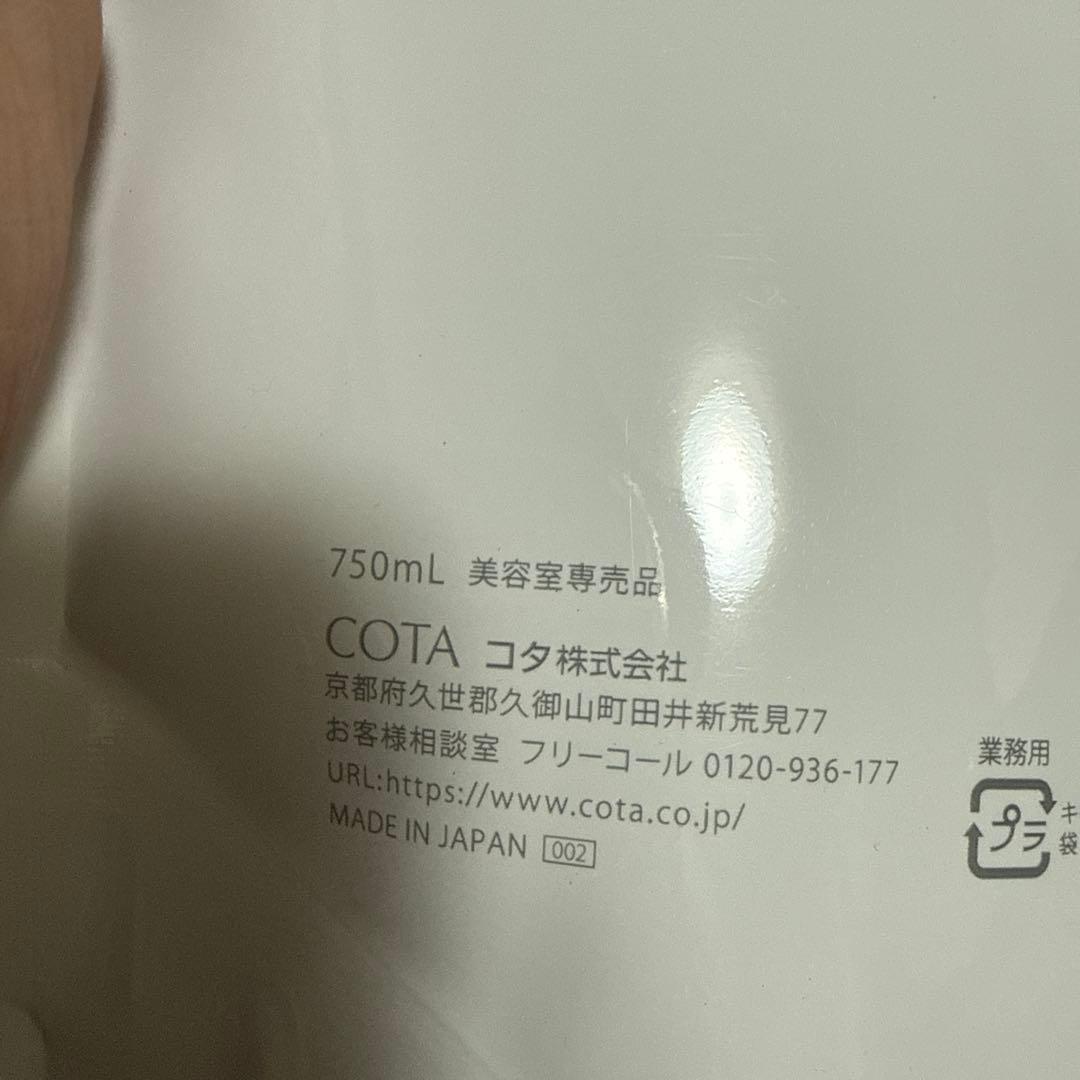 750mL 美容室専売品
COTA コタ株式会社
京都府久世郡久御山町田井新荒見77
お客様相談室 フリーコール 0120-936-177
URL:https://www.cota.co.jp/
MADE IN JAPAN 002
業務用
プラ
キ
袋